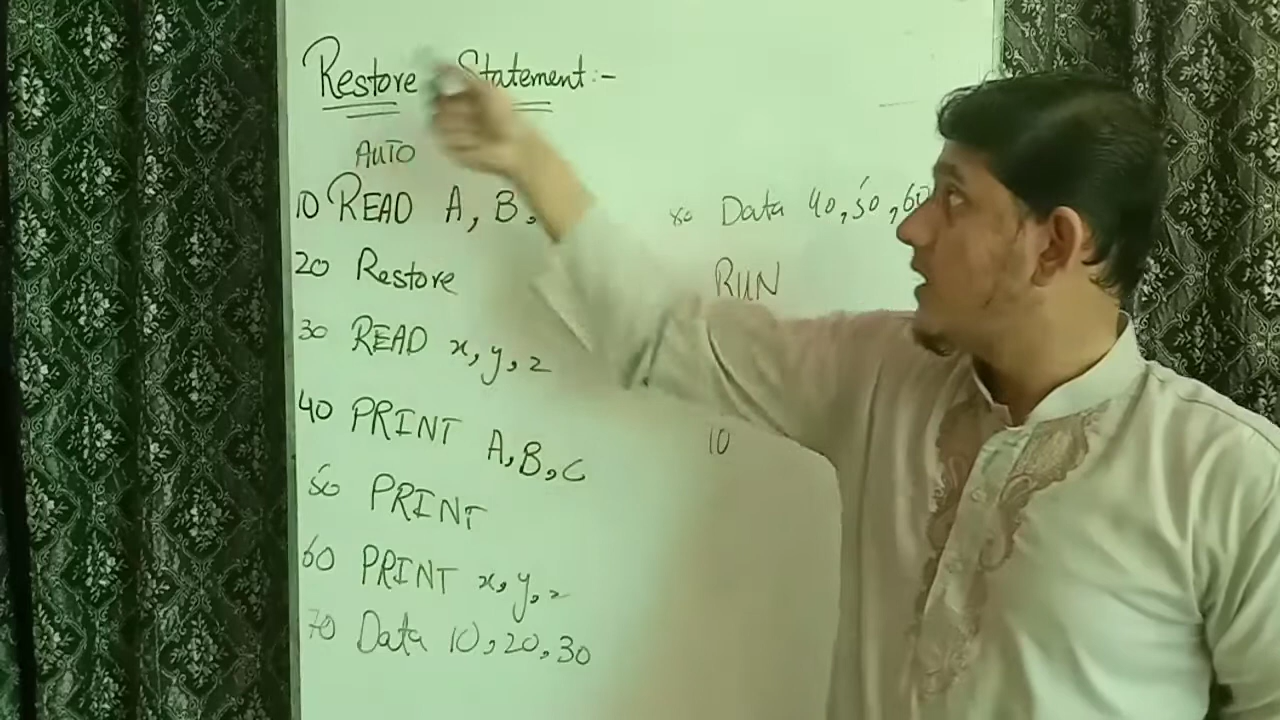 Restore Statement:-
AUTO
10 READ A, B,
20 Restore
30 READ x, y, z
40 PRINT A, B, C
50 PRINT
60 PRINT x, y, z
70 Data 10, 20, 30
80 Data 40, 50, 60
RUN
10